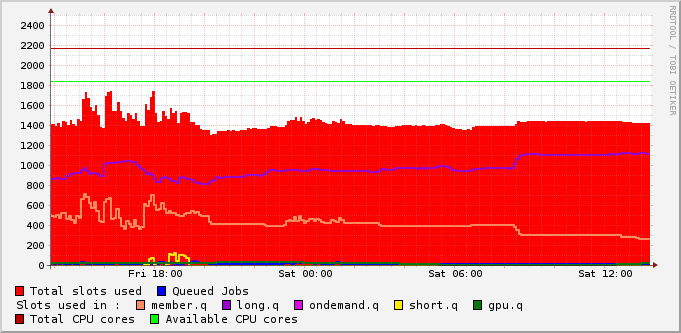 2400
2200
2000
1800
1600
1400
1200
1000
800
600
400
200
0
Fri 18:00 Sat 00:00 Sat 06:00 Sat 12:00
RRDTOOL / TOBI OETIKER
Total slots used Queued Jobs
Slots used in : member.q long.q ondemand.q short.q gpu.q
Total CPU cores Available CPU cores